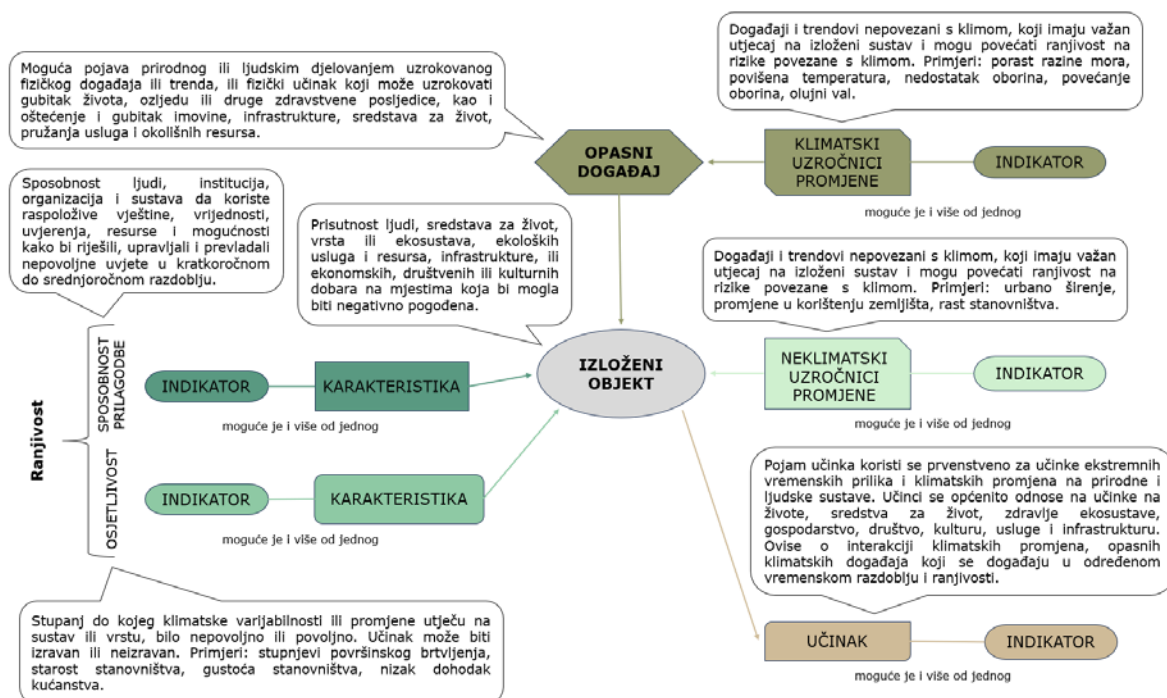 Događaji i trendovi nepovezani s klimom, koji imaju važan
utjecaj na izloženi sustav i mogu povećati ranjivost na
rizike povezane s klimom. Primjeri: porast razine mora,
povišena temperatura, nedostatak oborina, povećanje
oborina, olujni val.
Moguća pojava prirodnog ili ljudskim djelovanjem uzrokovanog
fizičkog događaja ili trenda, ili fizički učinak koji može uzrokovati
gubitak života, ozljedu ili druge zdravstvene posljedice, kao i
oštećenje i gubitak imovine, infrastrukture, sredstava za život,
pružanja usluga i okolišnih resursa.
OPASNI
DOGAĐAJ
KLIMATSKI
UZROČNICI
PROMJENE
INDIKATOR
moguće je i više od jednog
Sposobnost ljudi, institucija,
organizacija i sustava da koriste
raspoložive vještine, vrijednosti,
uvjerenja, resurse i mogućnosti
kako bi riješili, upravljali i prevladali
nepovoljne uvjete u kratkoročnom
do srednjoročnom razdoblju.
Prisutnost ljudi, sredstava za život,
vrsta ili ekosustava, ekoloških
usluga i resursa, infrastrukture, ili
ekonomskih, društvenih ili kulturnih
dobara na mjestima koja bi mogla
biti negativno pogođena.
Događaji i trendovi nepovezani s klimom, koji imaju važan
utjecaj na izloženi sustav i mogu povećati ranjivost na
rizike povezane s klimom. Primjeri: urbano širenje,
promjene u korištenju zemljišta, rast stanovništva.
Ranjivost
SPOSOBNOST
PRILAGODBE
INDIKATOR
KARAKTERISTIKA
moguće je i više od jednog
IZLOŽENI
OBJEKT
NEKLIMATSKI
UZROČNICI
PROMJENE
INDIKATOR
moguće je i više od jednog
OSJETLJIVOST
INDIKATOR
KARAKTERISTIKA
moguće je i više od jednog
Pojam učinka koristi se prvenstveno za učinke ekstremnih
vremenskih prilika i klimatskih promjena na prirodne i
ljudske sustave. Učinci se općenito odnose na učinke na
živote, sredstva za život, zdravlje ekosustave,
gospodarstvo, društvo, kulturu, usluge i infrastrukturu.
Ovise o interakciji klimatskih promjena, opasnih
klimatskih događaja koji se događaju u određenom
vremenskom razdoblju i ranjivosti.
Stupanj do kojeg klimatske varijabilnosti ili promjene utječu na
sustav ili vrstu, bilo nepovoljno ili povoljno. Učinak može biti
izravan ili neizravan. Primjeri: stupnjevi površinskog brtvljenja,
starost stanovništva, gustoća stanovništva, nizak dohodak
kućanstva.
UČINAK
INDIKATOR
moguće je i više od jednog